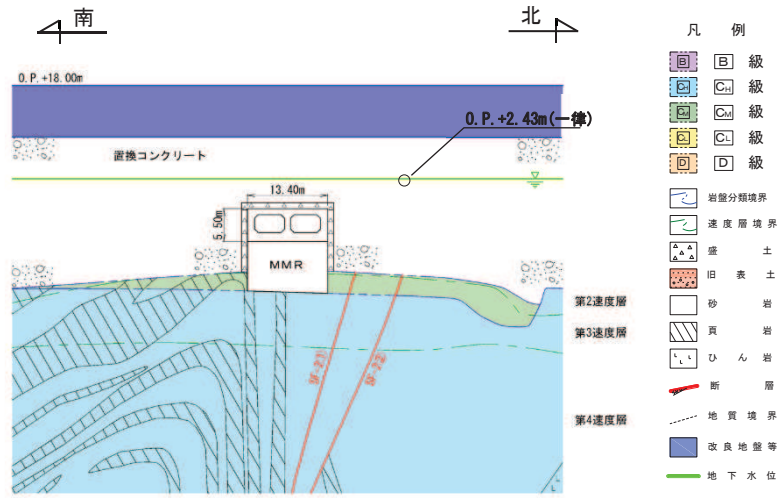 南
北
O.P.+18.00m
O.P.+2.43m(一律)
置換コンクリート
13.40m
5.50m
MMR
第2速度層
第3速度層
第4速度層
凡 例
B B 級
CH CH 級
CM CM 級
CL CL 級
D D 級
岩盤分類境界
速度層境界
盛 土
旧 表 土
砂 岩
頁 岩
ひ ん 岩
断 層
地 質 境 界
改 良 地 盤 等
地 下 水 位